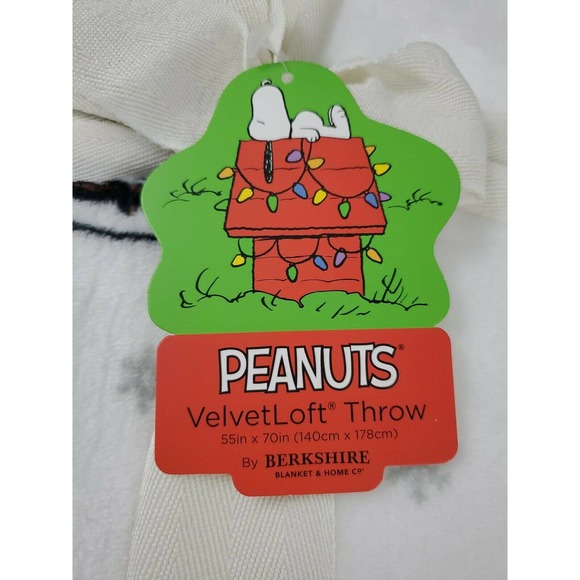 PEANUTS®
VelvetLoft® Throw
55in x 70in (140cm x 178cm)
By BERKSHIRE
BLANKET & HOME Cº